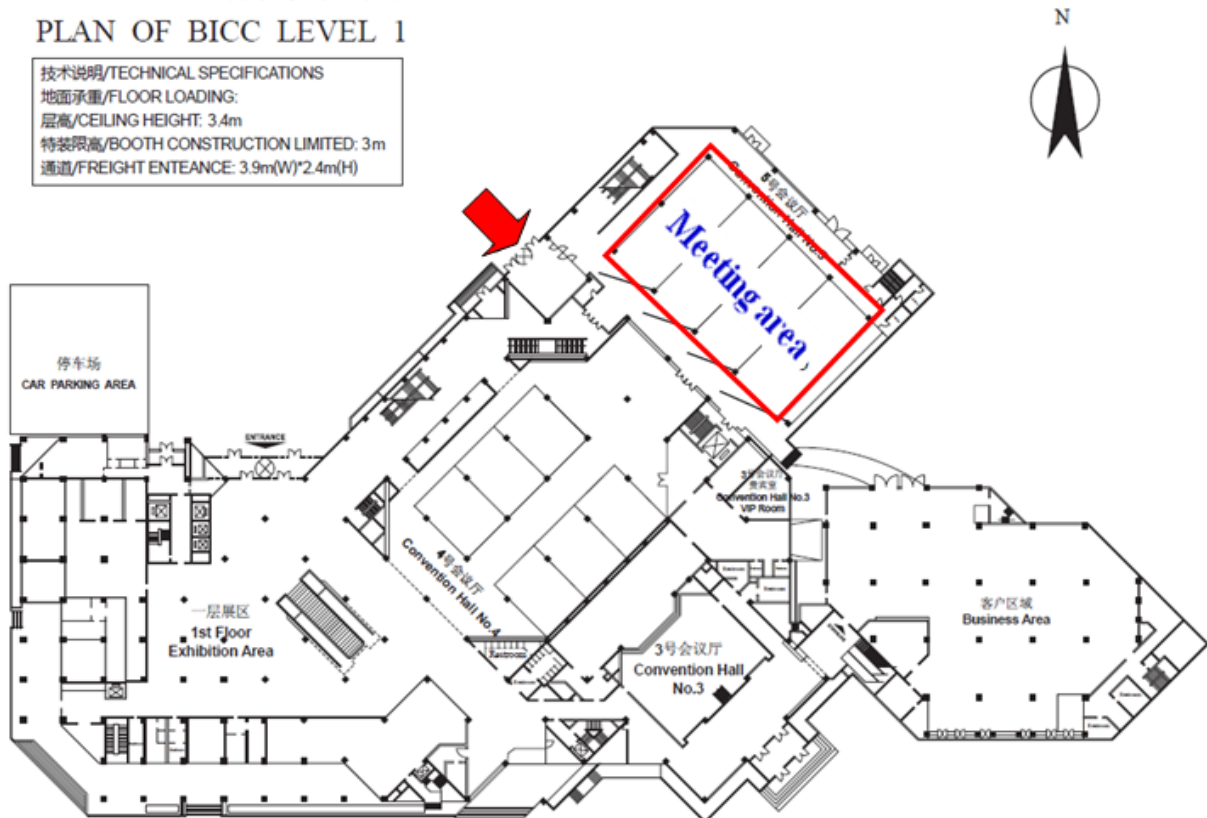 PLAN OF BICC LEVEL 1
技术说明/TECHNICAL SPECIFICATIONS
地面承重/FLOOR LOADING:
层高/CEILING HEIGHT: 3.4m
特装限高/BOOTH CONSTRUCTION LIMITED: 3m
通道/FREIGHT ENTEANCE: 3.9m(W)*2.4m(H)
N
5号会议厅
Convention Hall No.5
Meeting area
停车场
CAR PARKING AREA
ENTRANCE
3号会议厅
贵宾室
Convention Hall No.3
VIP Room
4号会议厅
Convention Hall No.4
一层展区
1st Floor
Exhibition Area
客户区域
Business Area
Restroom
3号会议厅
Convention Hall
No.3